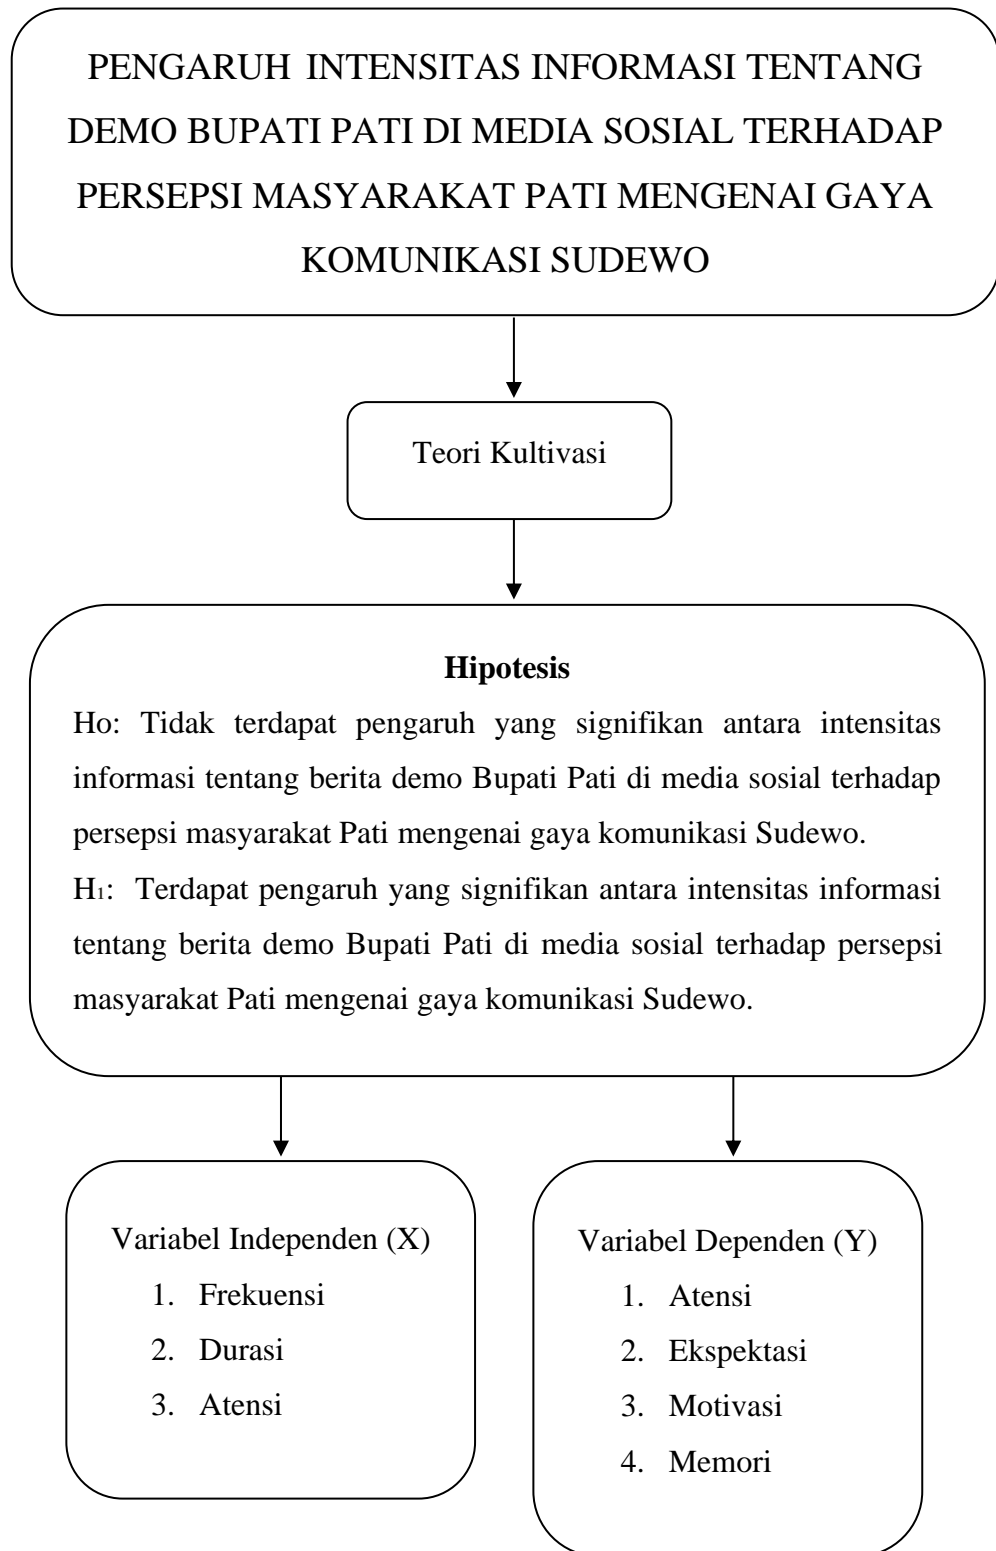 PENGARUH INTENSITAS INFORMASI TENTANG
DEMO BUPATI PATI DI MEDIA SOSIAL TERHADAP
PERSEPSI MASYARAKAT PATI MENGENAI GAYA
KOMUNIKASI SUDEWO
Teori Kultivasi
Hipotesis
Ho: Tidak terdapat pengaruh yang signifikan antara intensitas
informasi tentang berita demo Bupati Pati di media sosial terhadap
persepsi masyarakat Pati mengenai gaya komunikasi Sudewo.
H₁: Terdapat pengaruh yang signifikan antara intensitas informasi
tentang berita demo Bupati Pati di media sosial terhadap persepsi
masyarakat Pati mengenai gaya komunikasi Sudewo.
Variabel Independen (X)
1. Frekuensi
2. Durasi
3. Atensi
Variabel Dependen (Y)
1. Atensi
2. Ekspektasi
3. Motivasi
4. Memori